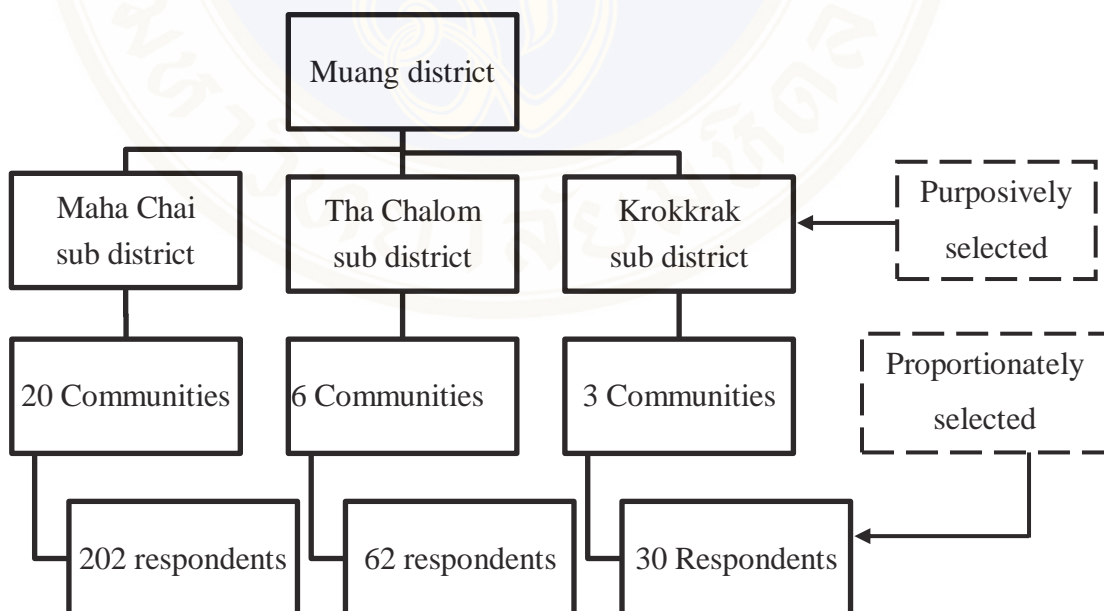 Muang district
Maha Chai
sub district
Tha Chalom
sub district
Krokkrak
sub district
Purposively
selected
20 Communities
6 Communities
3 Communities
Proportionately
selected
202 respondents
62 respondents
30 Respondents